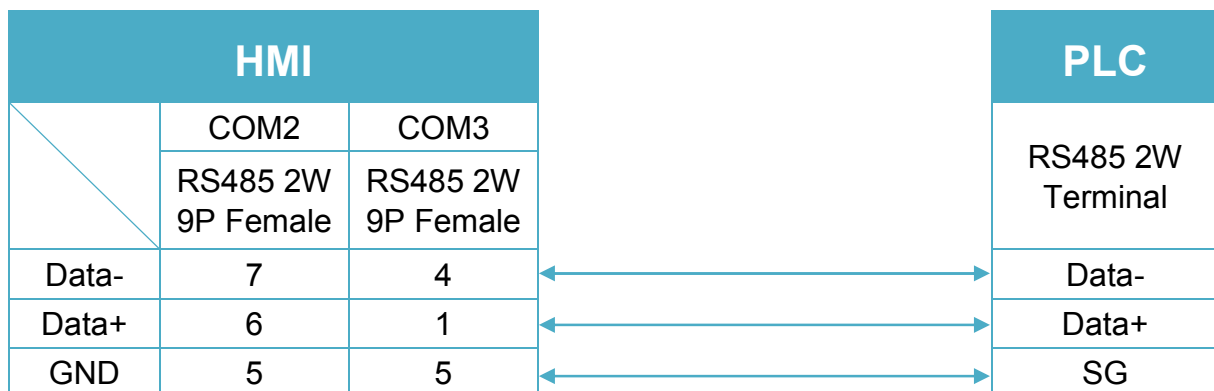 HMI PLC
COM2 COM3
RS485 2W RS485 2W RS485 2W
9P Female 9P Female Terminal
Data- 7 4 Data-
Data+ 6 1 Data+
GND 5 5 SG